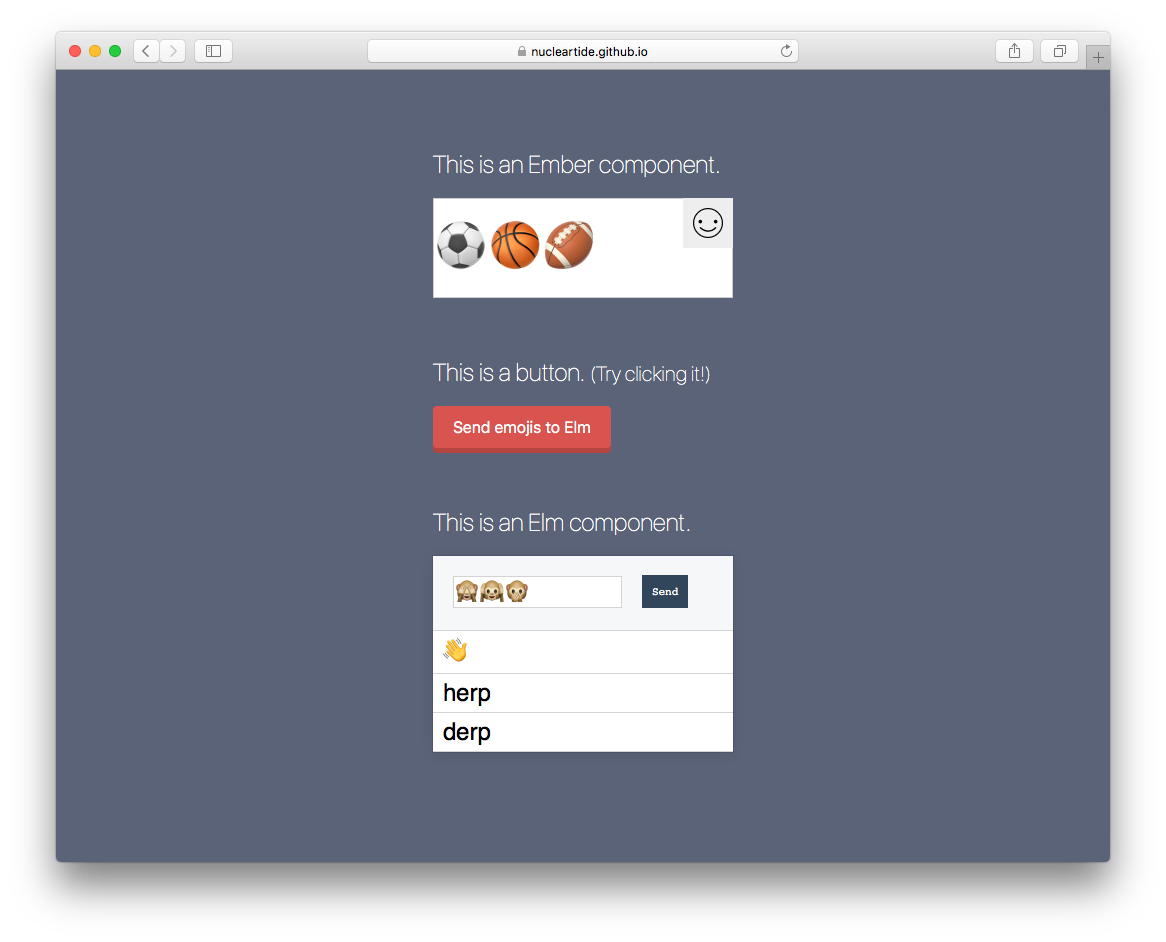 nucleartide.github.io
This is an Ember component.
⚽🏀🏈
This is a button. (Try clicking it!)
Send emojis to Elm
This is an Elm component.
🙈🙉🙊 Send
👋
herp
derp